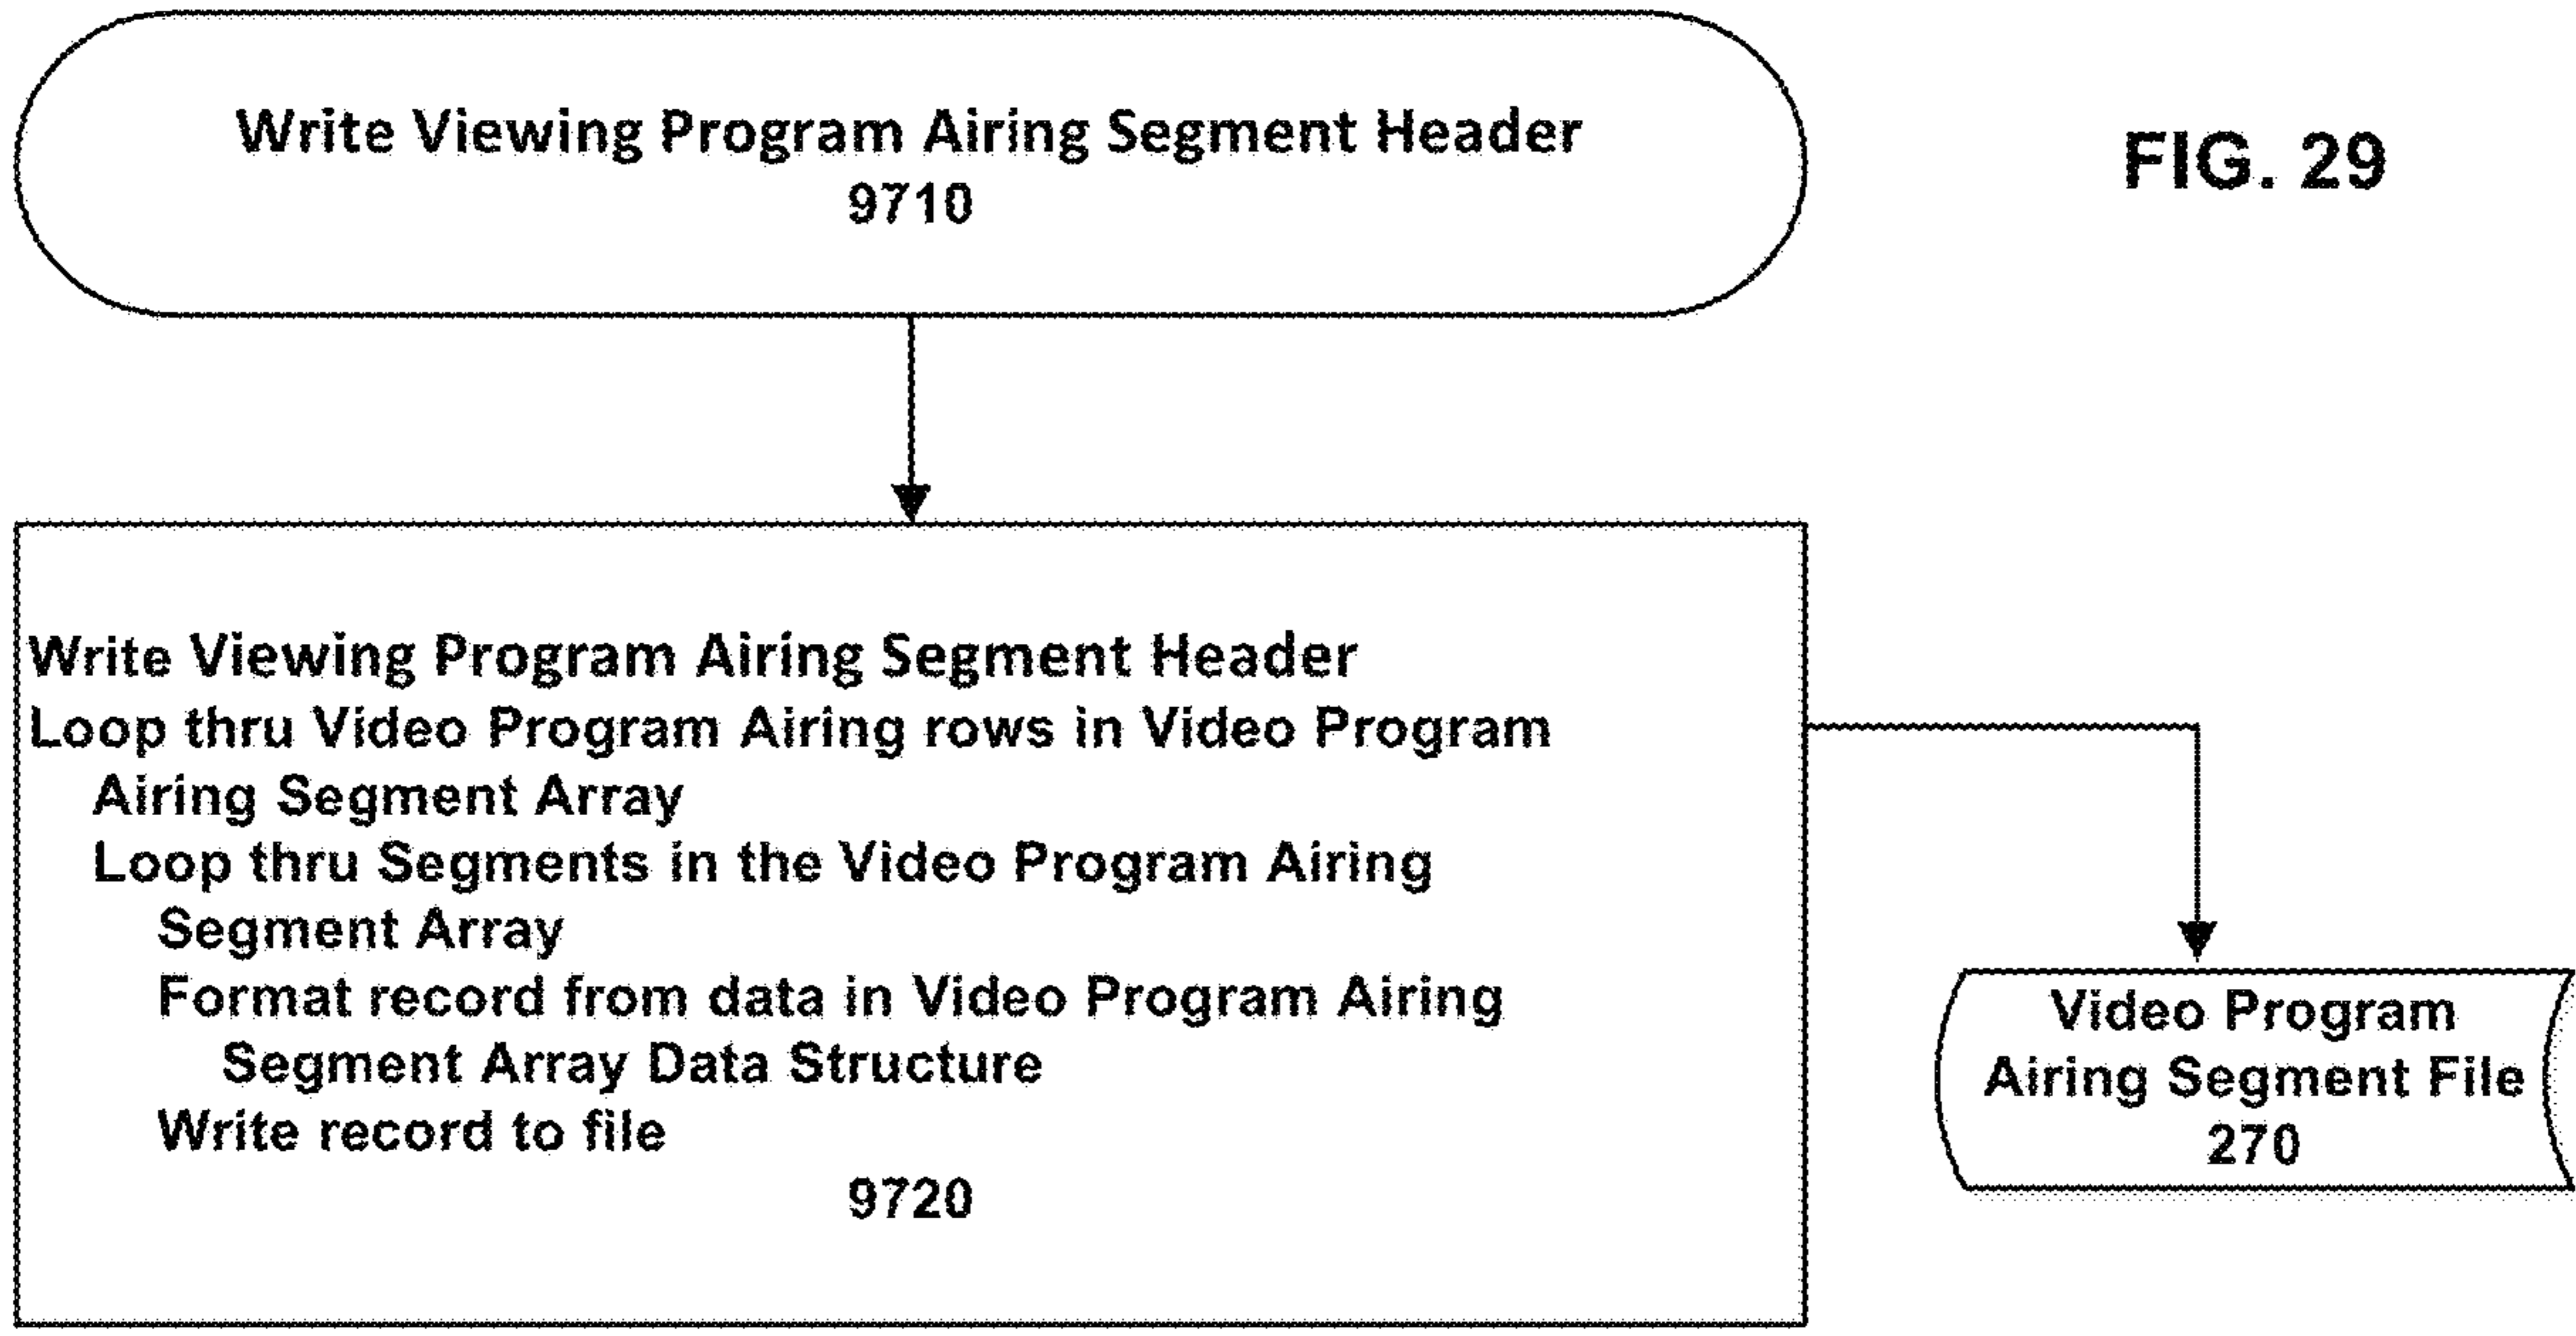 Write Viewing Program Airing Segment Header
9710
FIG. 29
Write Viewing Program Airing Segment Header
Loop thru Video Program Airing rows in Video Program
Airing Segment Array
Loop thru Segments in the Video Program Airing
Segment Array
Format record from data in Video Program Airing
Segment Array Data Structure
Write record to file
9720
Video Program
Airing Segment File
270